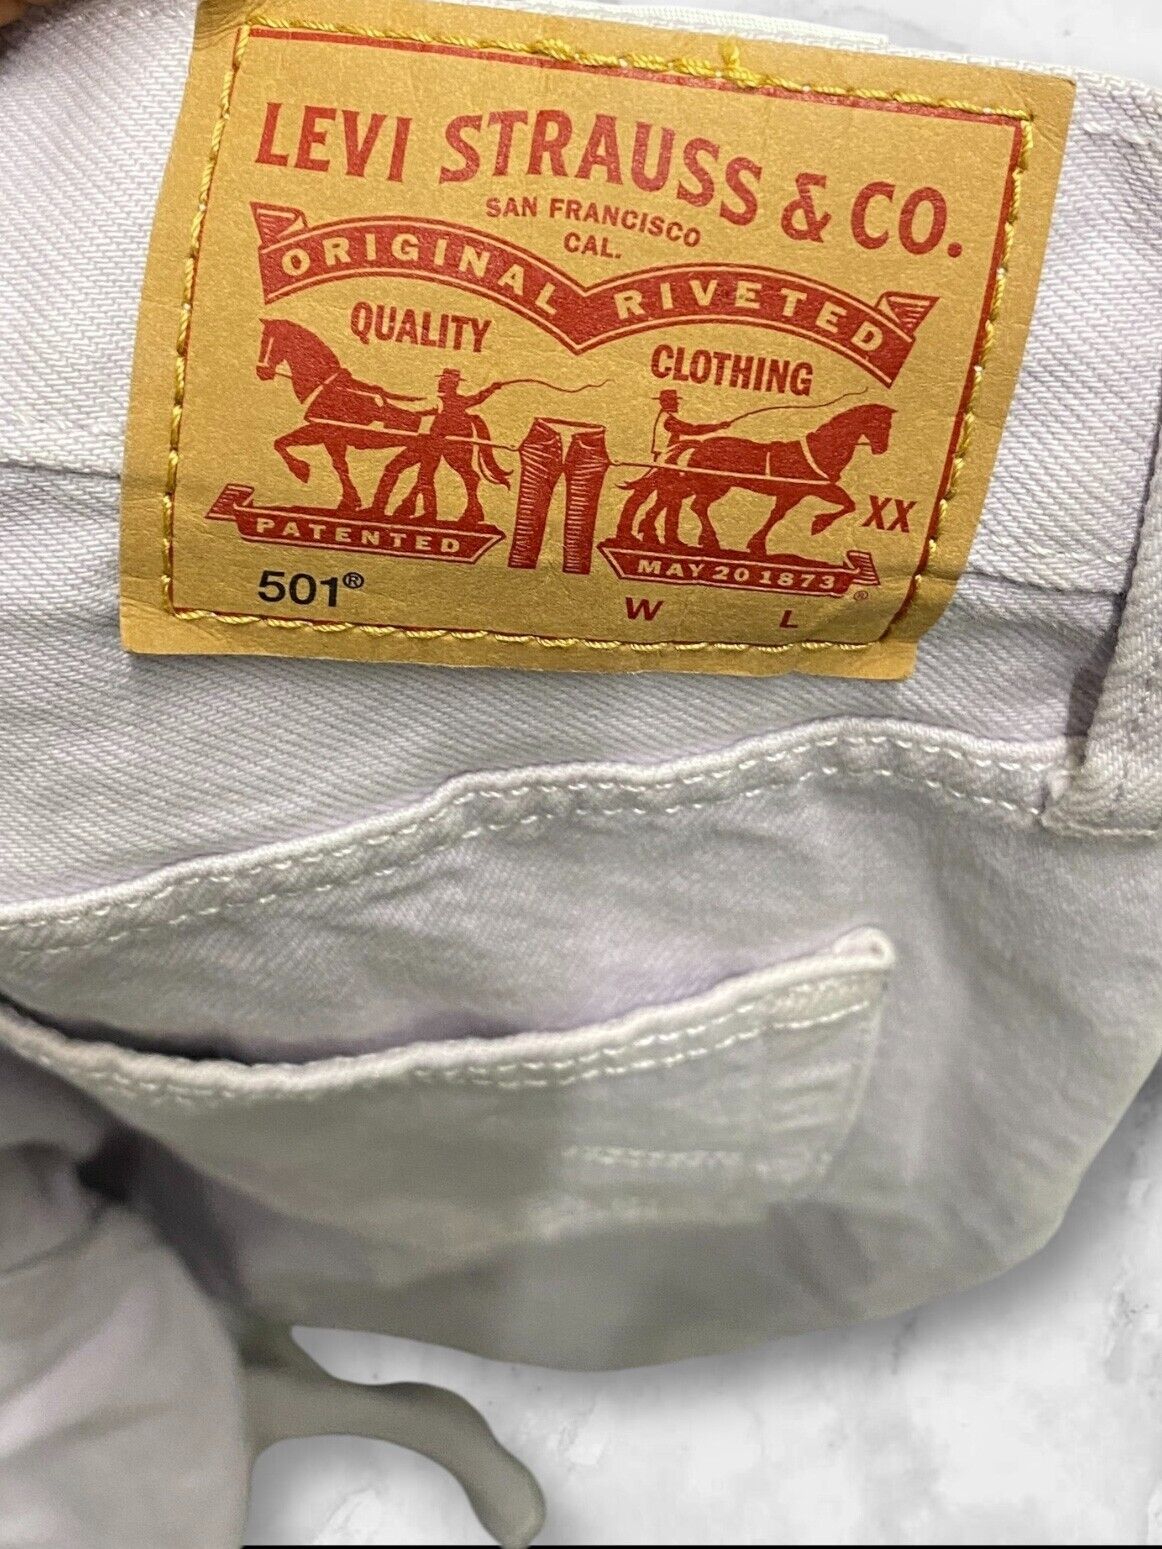 LEVI STRAUSS & CO.
SAN FRANCISCO
CAL.
ORIGINAL RIVETED
QUALITY CLOTHING
XX
PATENTED MAY 20 1873 ®
501® W L